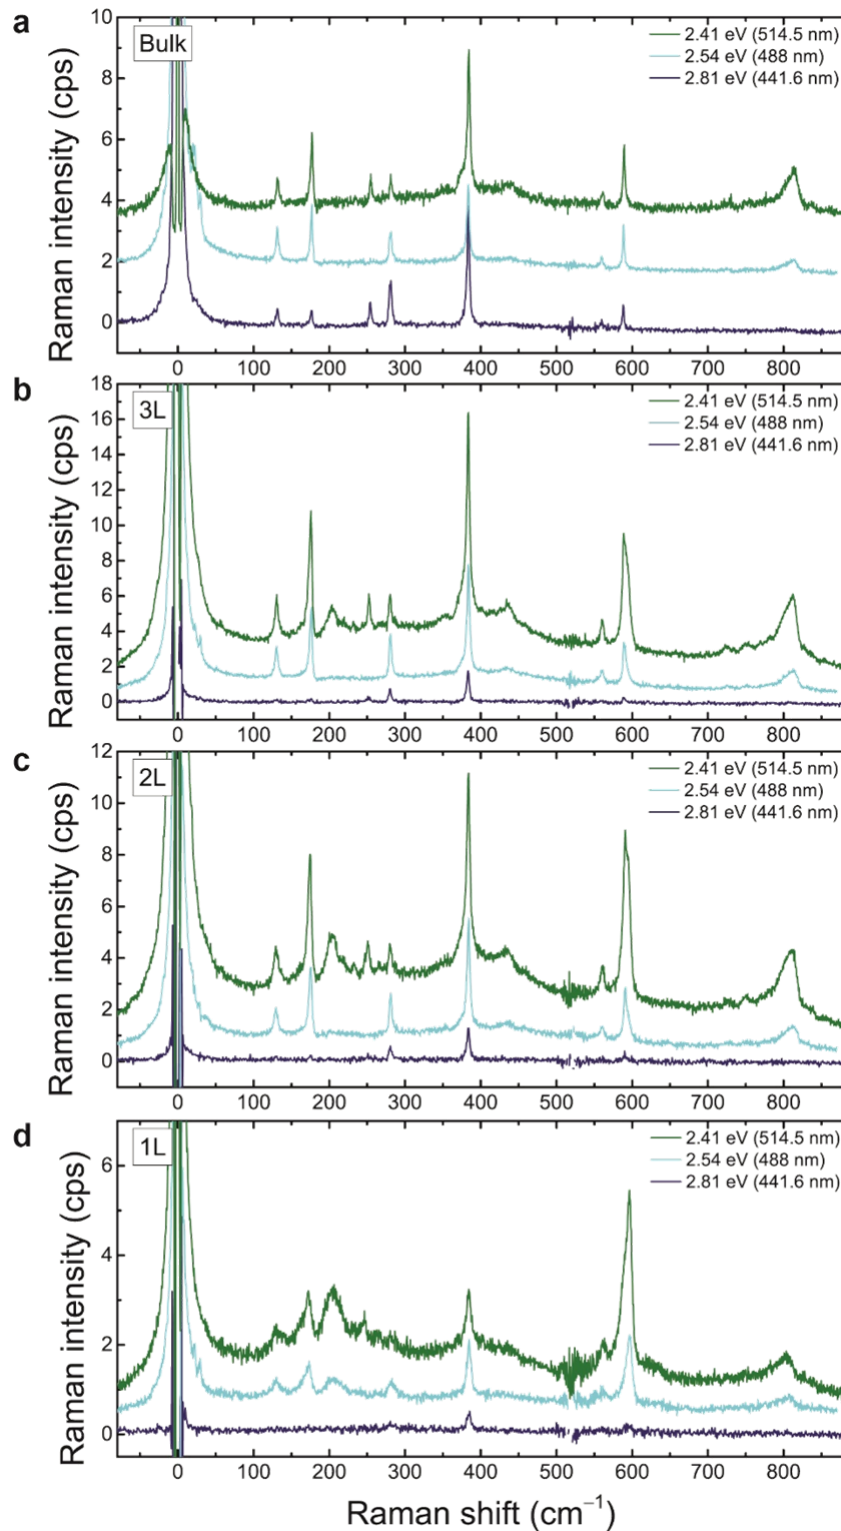 a
Bulk
2.41 eV (514.5 nm)
2.54 eV (488 nm)
2.81 eV (441.6 nm)
Raman intensity (cps)
10
8
6
4
2
0
0 100 200 300 400 500 600 700 800
b
3L
2.41 eV (514.5 nm)
2.54 eV (488 nm)
2.81 eV (441.6 nm)
Raman intensity (cps)
18
16
14
12
10
8
6
4
2
0
0 100 200 300 400 500 600 700 800
c
2L
2.41 eV (514.5 nm)
2.54 eV (488 nm)
2.81 eV (441.6 nm)
Raman intensity (cps)
12
10
8
6
4
2
0
0 100 200 300 400 500 600 700 800
d
1L
2.41 eV (514.5 nm)
2.54 eV (488 nm)
2.81 eV (441.6 nm)
Raman intensity (cps)
6
4
2
0
0 100 200 300 400 500 600 700 800
Raman shift (cm⁻¹)